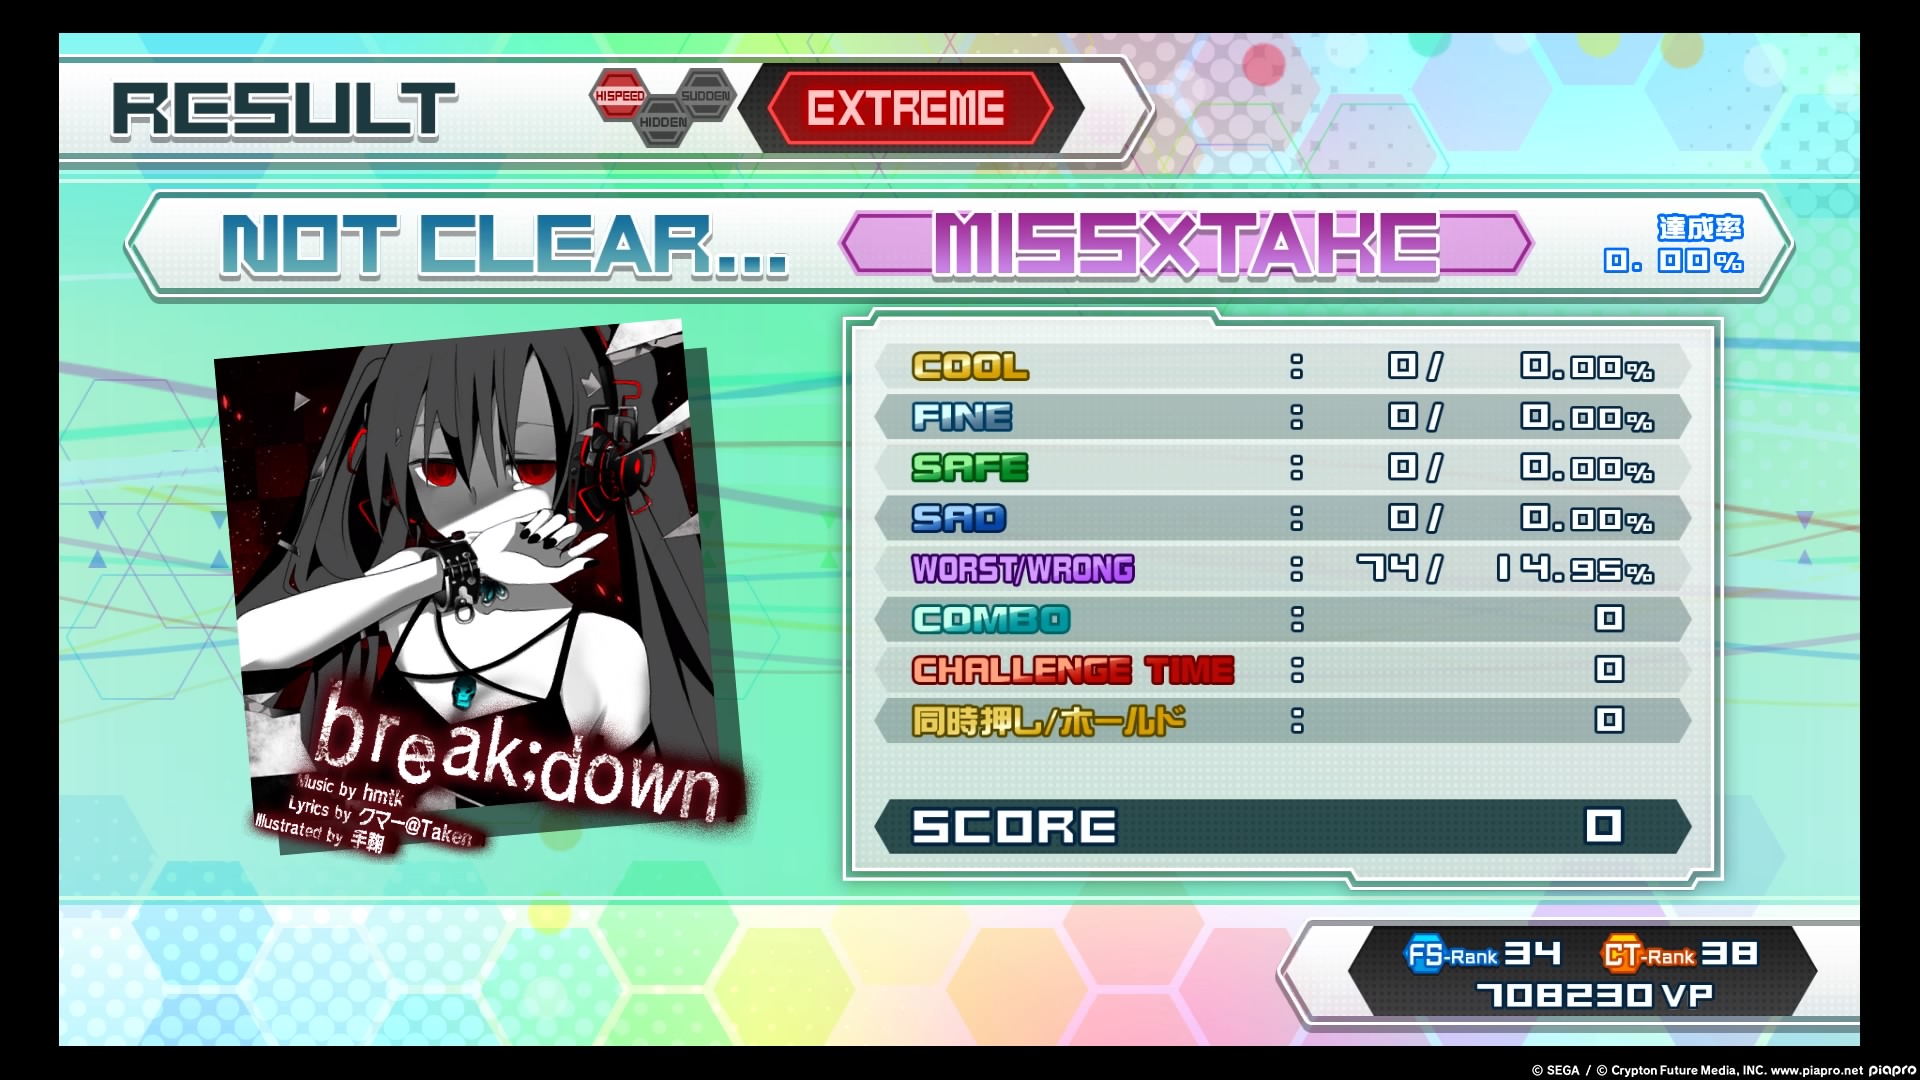 RESULT
HISPEED
HIDDEN
SUDDEN
EXTREME
NOT CLEAR...
MISS×TAKE
達成率
0.00%
COOL : 0/ 0.00%
FINE : 0/ 0.00%
SAFE : 0/ 0.00%
SAD : 0/ 0.00%
WORST/WRONG : 74/ 14.95%
COMBO : 0
CHALLENGE TIME : 0
同時押し/ホールド : 0
SCORE 0
break;down
Music by hmtk
Lyrics by クマー@Taken
Illustrated by 手鞠
FS-Rank 34 CT-Rank 38
708230 VP
© SEGA / © Crypton Future Media, INC. www.piapro.net piapro